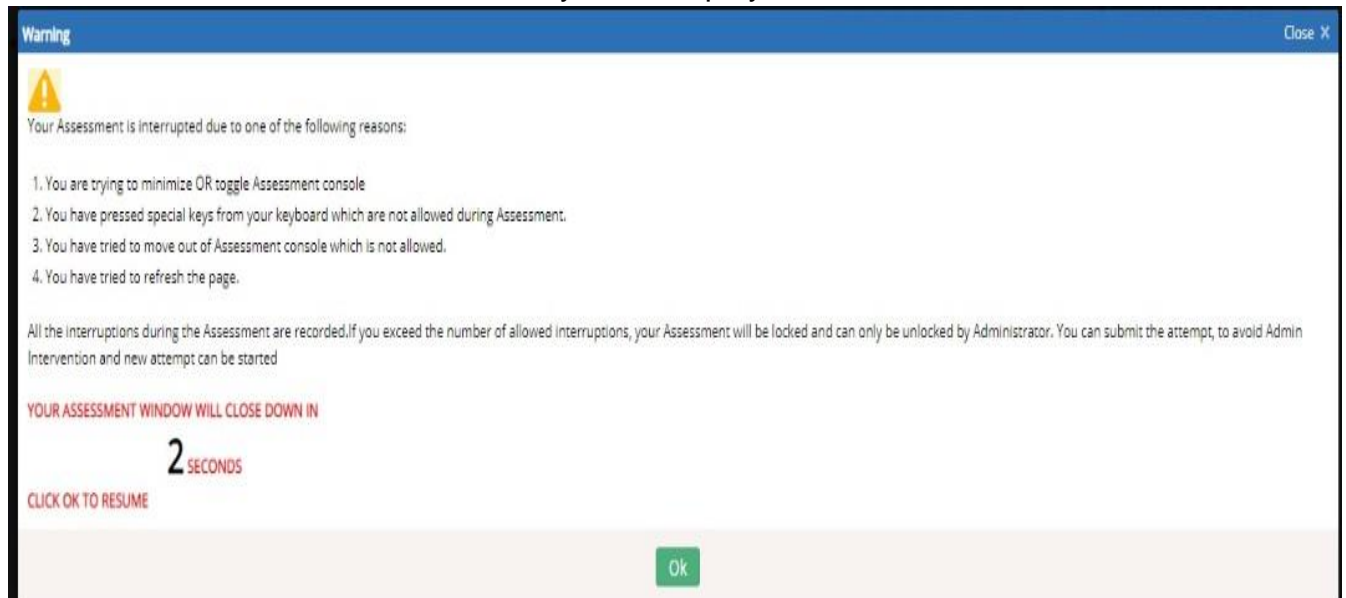 Warning
Close X
Your Assessment is interrupted due to one of the following reasons:
1. You are trying to minimize OR toggle Assessment console
2. You have pressed special keys from your keyboard which are not allowed during Assessment.
3. You have tried to move out of Assessment console which is not allowed.
4. You have tried to refresh the page.
All the interruptions during the Assessment are recorded.If you exceed the number of allowed interruptions, your Assessment will be locked and can only be unlocked by Administrator. You can submit the attempt, to avoid Admin
Intervention and new attempt can be started
YOUR ASSESSMENT WINDOW WILL CLOSE DOWN IN
2 SECONDS
CLICK OK TO RESUME
Ok